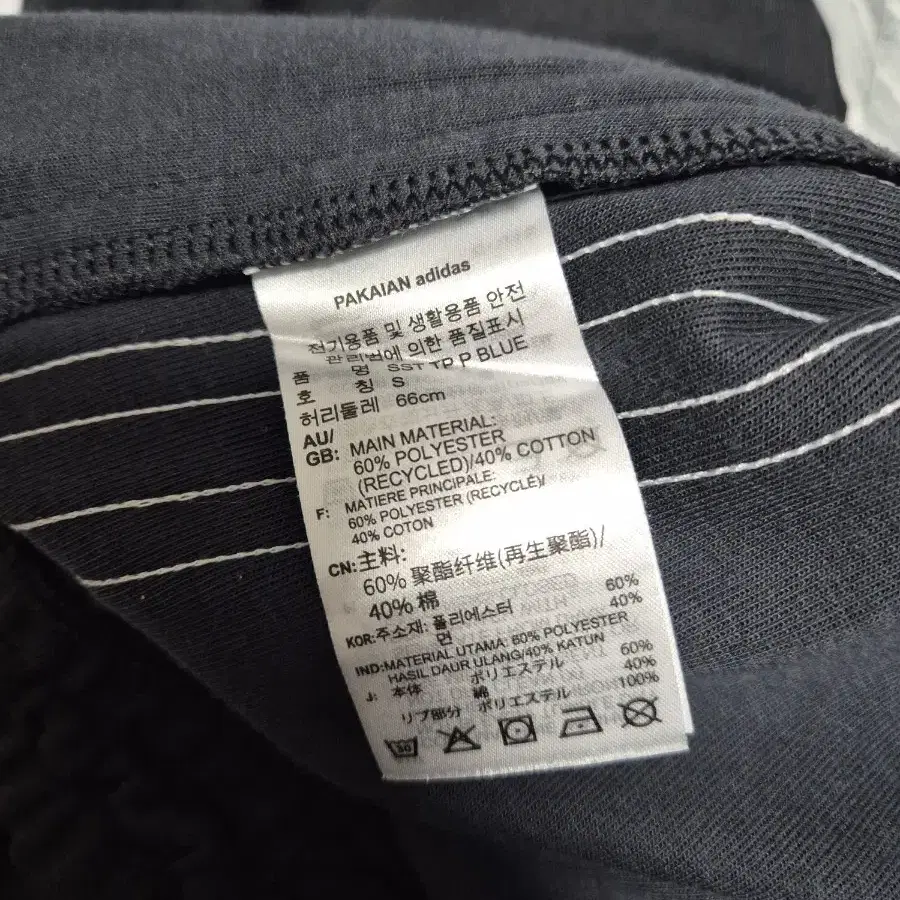 PAKAIAN adidas
전기용품 및 생활용품 안전
관리법에 의한 품질표시
품 명 SST TP P BLUE
호 칭 S
허리둘레 66cm
AU/
GB: MAIN MATERIAL:
60% POLYESTER
(RECYCLED)/40% COTTON
F: MATIERE PRINCIPALE:
60% POLYESTER (RECYCLÉ)/
40% COTON
CN: 主料:
60% 聚酯纤维(再生聚酯)/
40% 棉
KOR: 주소재: 폴리에스터 60%
면 40%
IND: MATERIAL UTAMA: 60% POLYESTER
HASIL DAUR ULANG/40% KATUN
J: 本体 ポリエステル 60%
綿 40%
リブ部分 ポリエステル 100%
30